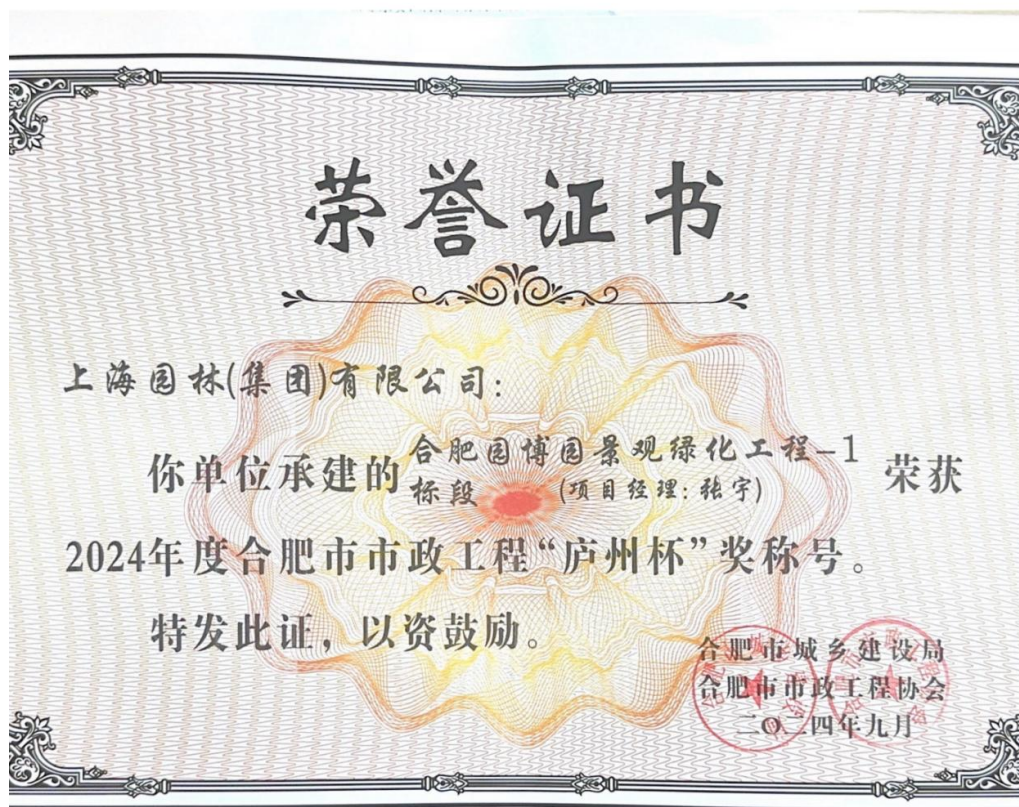 荣誉证书
上海园林(集团)有限公司:
你单位承建的合肥园博园景观绿化工程-1
标段 (项目经理:张宇) 荣获
2024年度合肥市市政工程“庐州杯”奖称号。
特发此证，以资鼓励。
合肥市城乡建设局
合肥市市政工程协会
二〇二四年九月